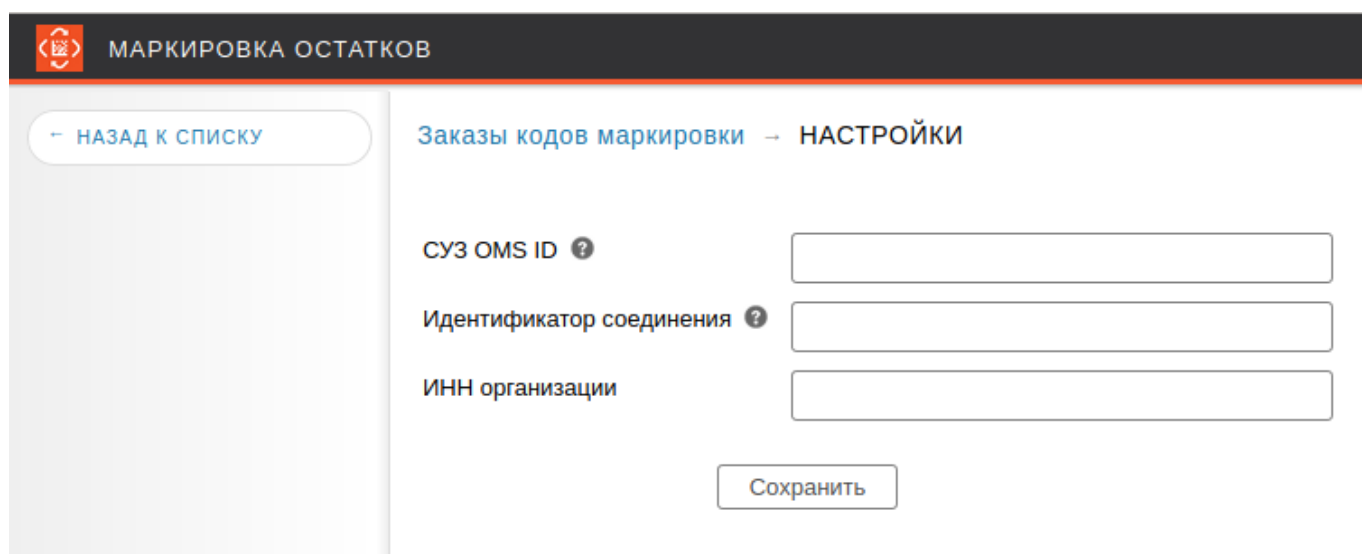 МАРКИРОВКА ОСТАТКОВ
← НАЗАД К СПИСКУ
Заказы кодов маркировки → НАСТРОЙКИ
СУЗ OMS ID ?
Идентификатор соединения ?
ИНН организации
Сохранить